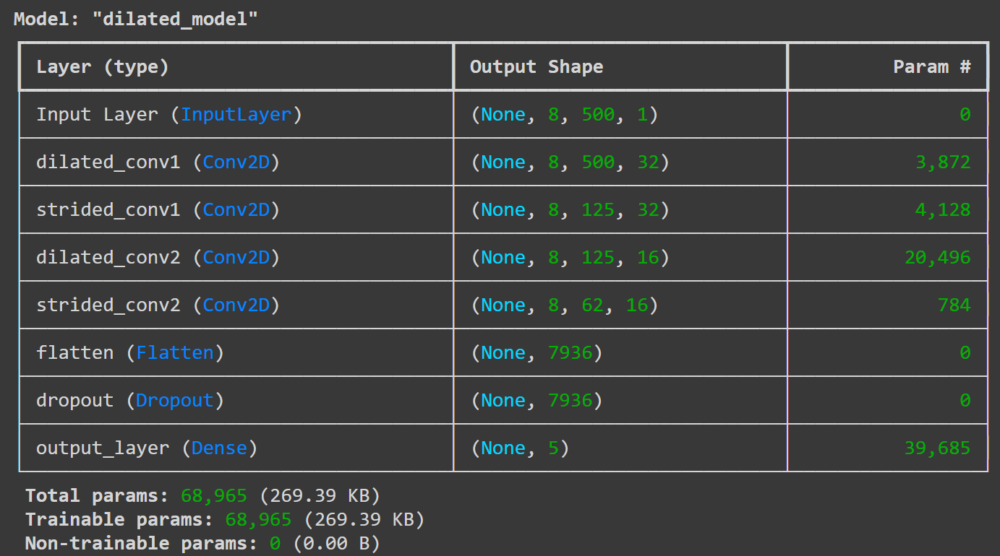 Model: "dilated_model"
Layer (type) Output Shape Param #
Input Layer (InputLayer) (None, 8, 500, 1) 0
dilated_conv1 (Conv2D) (None, 8, 500, 32) 3,872
strided_conv1 (Conv2D) (None, 8, 125, 32) 4,128
dilated_conv2 (Conv2D) (None, 8, 125, 16) 20,496
strided_conv2 (Conv2D) (None, 8, 62, 16) 784
flatten (Flatten) (None, 7936) 0
dropout (Dropout) (None, 7936) 0
output_layer (Dense) (None, 5) 39,685
Total params: 68,965 (269.39 KB)
Trainable params: 68,965 (269.39 KB)
Non-trainable params: 0 (0.00 B)